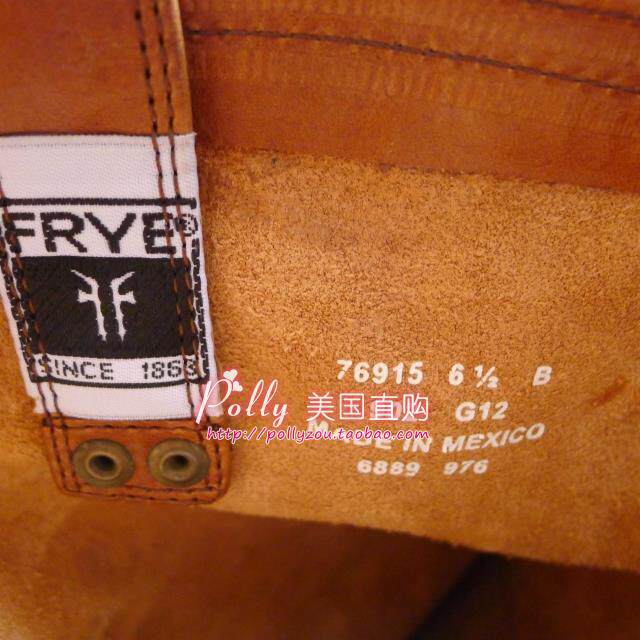 FRYE®
SINCE 1863
76915 6 ½ B
G12
MADE IN MEXICO
6889 976
Polly 美国直购
http://pollyzou.taobao.com